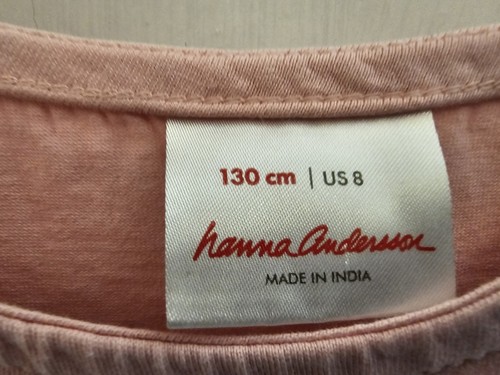 130 cm | US 8
hanna andersson
MADE IN INDIA